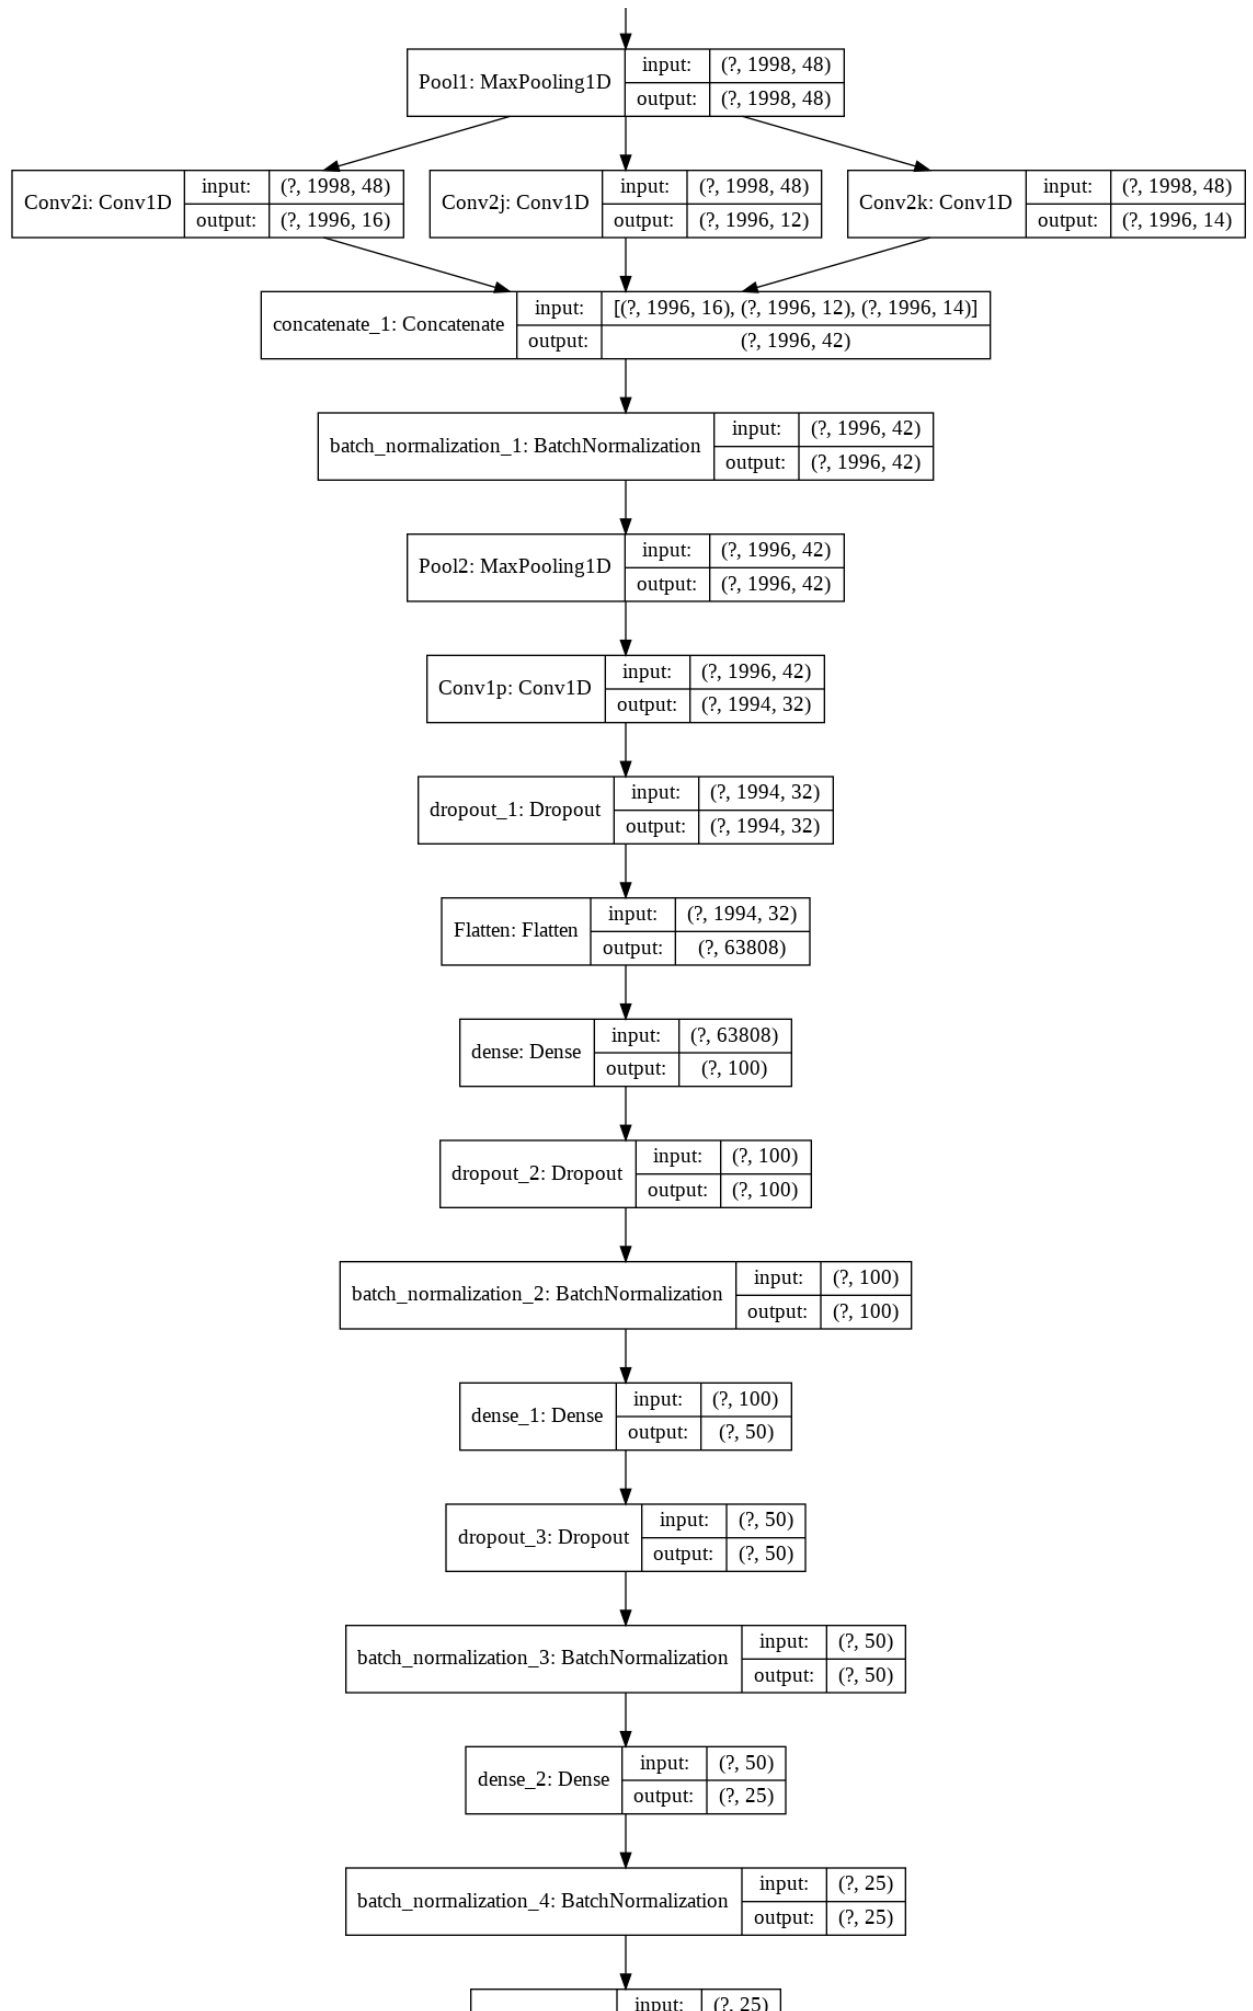 Pool1: MaxPooling1D
input: (?, 1998, 48)
output: (?, 1998, 48)
Conv2i: Conv1D
input: (?, 1998, 48)
output: (?, 1996, 16)
Conv2j: Conv1D
input: (?, 1998, 48)
output: (?, 1996, 12)
Conv2k: Conv1D
input: (?, 1998, 48)
output: (?, 1996, 14)
concatenate_1: Concatenate
input: [(?, 1996, 16), (?, 1996, 12), (?, 1996, 14)]
output: (?, 1996, 42)
batch_normalization_1: BatchNormalization
input: (?, 1996, 42)
output: (?, 1996, 42)
Pool2: MaxPooling1D
input: (?, 1996, 42)
output: (?, 1996, 42)
Conv1p: Conv1D
input: (?, 1996, 42)
output: (?, 1994, 32)
dropout_1: Dropout
input: (?, 1994, 32)
output: (?, 1994, 32)
Flatten: Flatten
input: (?, 1994, 32)
output: (?, 63808)
dense: Dense
input: (?, 63808)
output: (?, 100)
dropout_2: Dropout
input: (?, 100)
output: (?, 100)
batch_normalization_2: BatchNormalization
input: (?, 100)
output: (?, 100)
dense_1: Dense
input: (?, 100)
output: (?, 50)
dropout_3: Dropout
input: (?, 50)
output: (?, 50)
batch_normalization_3: BatchNormalization
input: (?, 50)
output: (?, 50)
dense_2: Dense
input: (?, 50)
output: (?, 25)
batch_normalization_4: BatchNormalization
input: (?, 25)
output: (?, 25)
input: (?, 25)